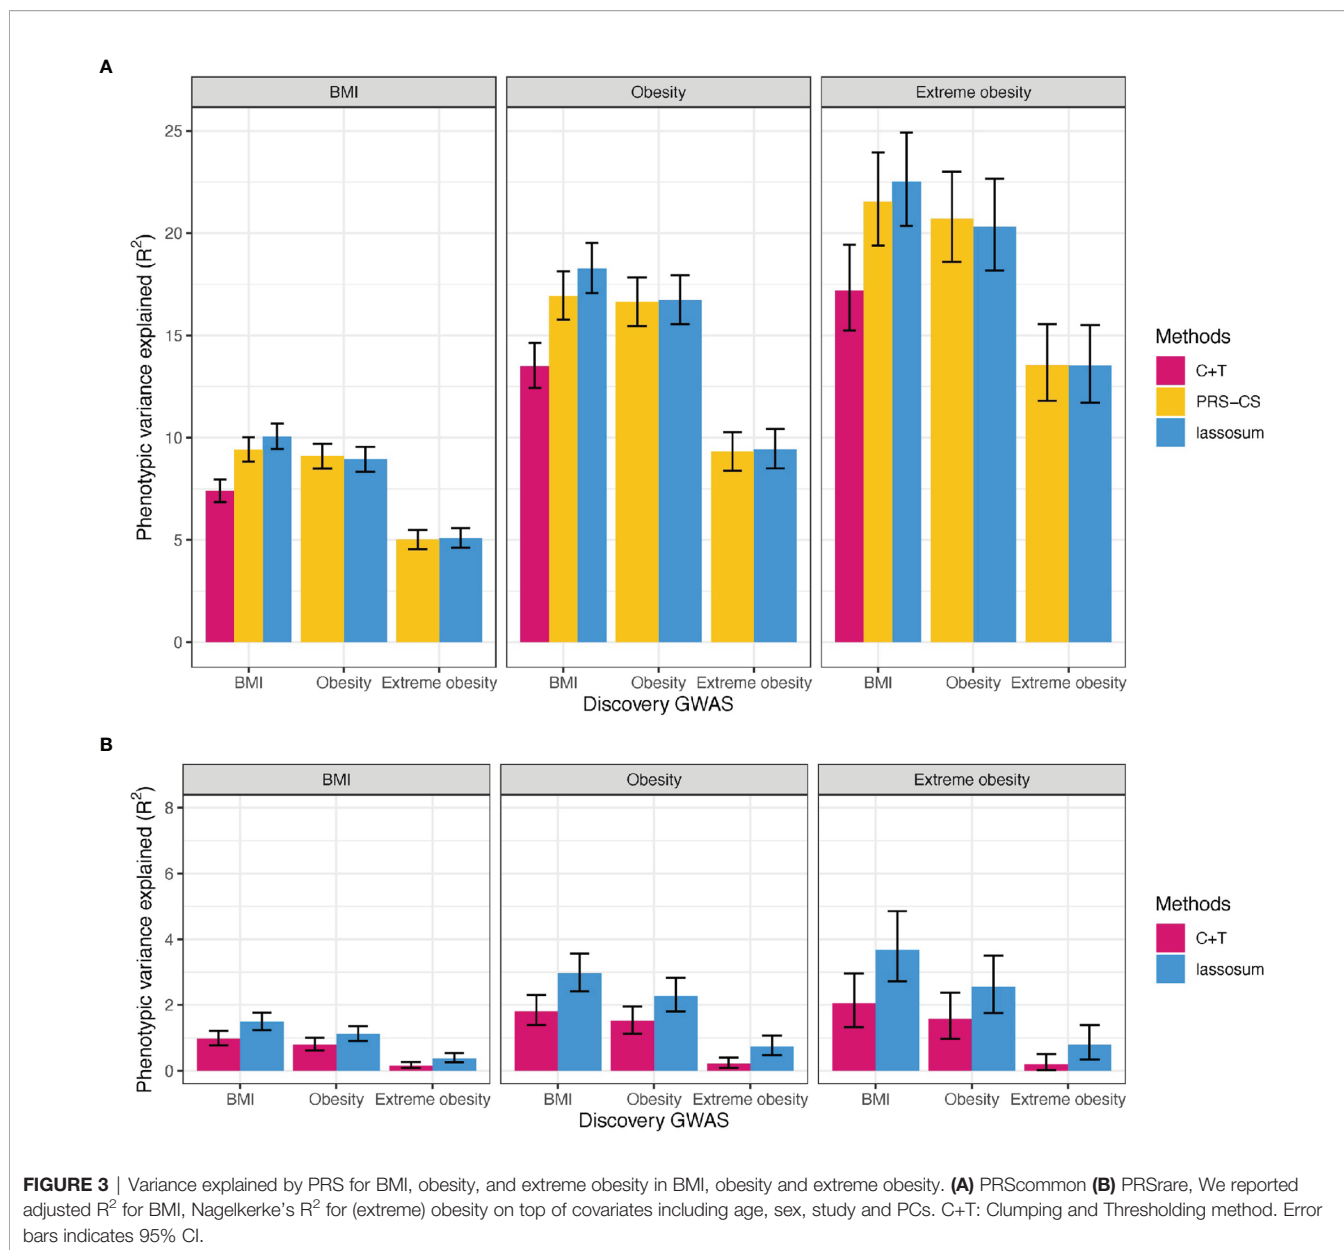 A
BMI
Obesity
Extreme obesity
Phenotypic variance explained (R²)
25
20
15
10
5
0
BMI
Obesity
Extreme obesity
BMI
Obesity
Extreme obesity
BMI
Obesity
Extreme obesity
Discovery GWAS
Methods
C+T
PRS−CS
lassosum
B
BMI
Obesity
Extreme obesity
Phenotypic variance explained (R²)
8
6
4
2
0
BMI
Obesity
Extreme obesity
BMI
Obesity
Extreme obesity
BMI
Obesity
Extreme obesity
Discovery GWAS
Methods
C+T
lassosum
FIGURE 3 | Variance explained by PRS for BMI, obesity, and extreme obesity in BMI, obesity and extreme obesity. (A) PRScommon (B) PRSrare, We reported
adjusted R² for BMI, Nagelkerke’s R² for (extreme) obesity on top of covariates including age, sex, study and PCs. C+T: Clumping and Thresholding method. Error
bars indicates 95% CI.